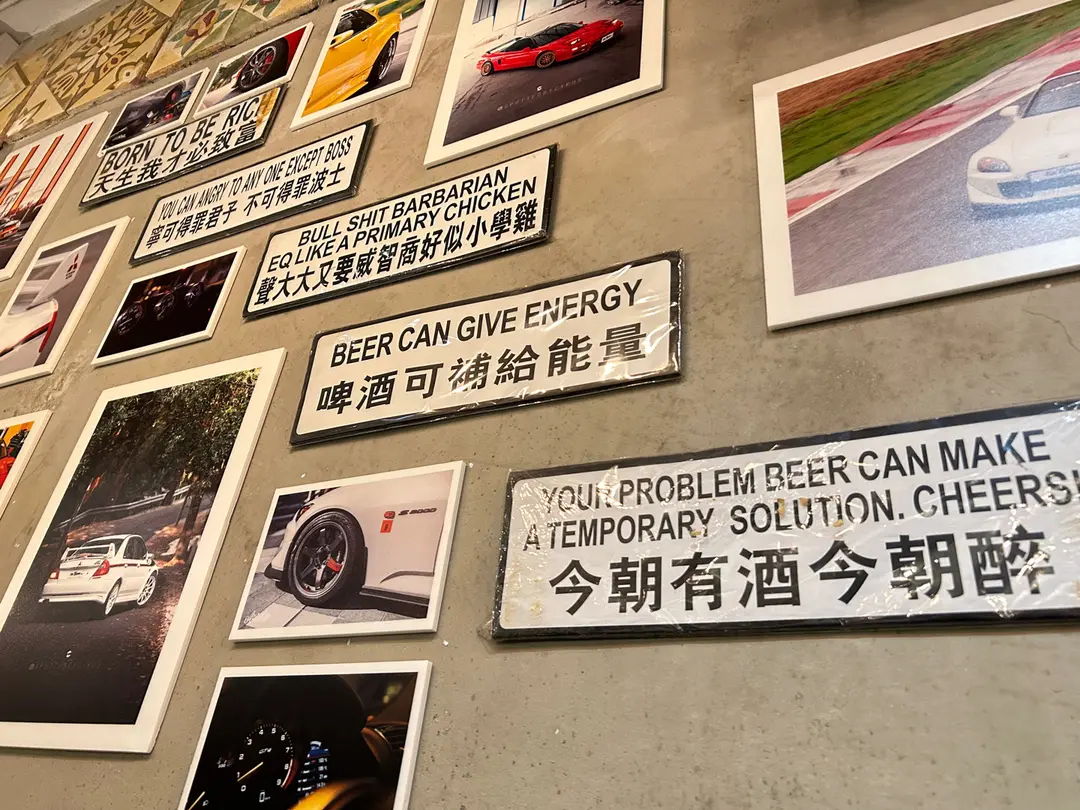 BORN TO BE RIC.
天生我才必致富
YOU CAN ANGRY TO ANY ONE EXCEPT BOSS
寧可得罪君子 不可得罪波士
BULL SHIT BARBARIAN
EQ LIKE A PRIMARY CHICKEN
聲大大又要威智商好似小學雞
BEER CAN GIVE ENERGY
啤酒可補給能量
YOUR PROBLEM BEER CAN MAKE
A TEMPORARY SOLUTION. CHEERS!
今朝有酒今朝醉
S2000